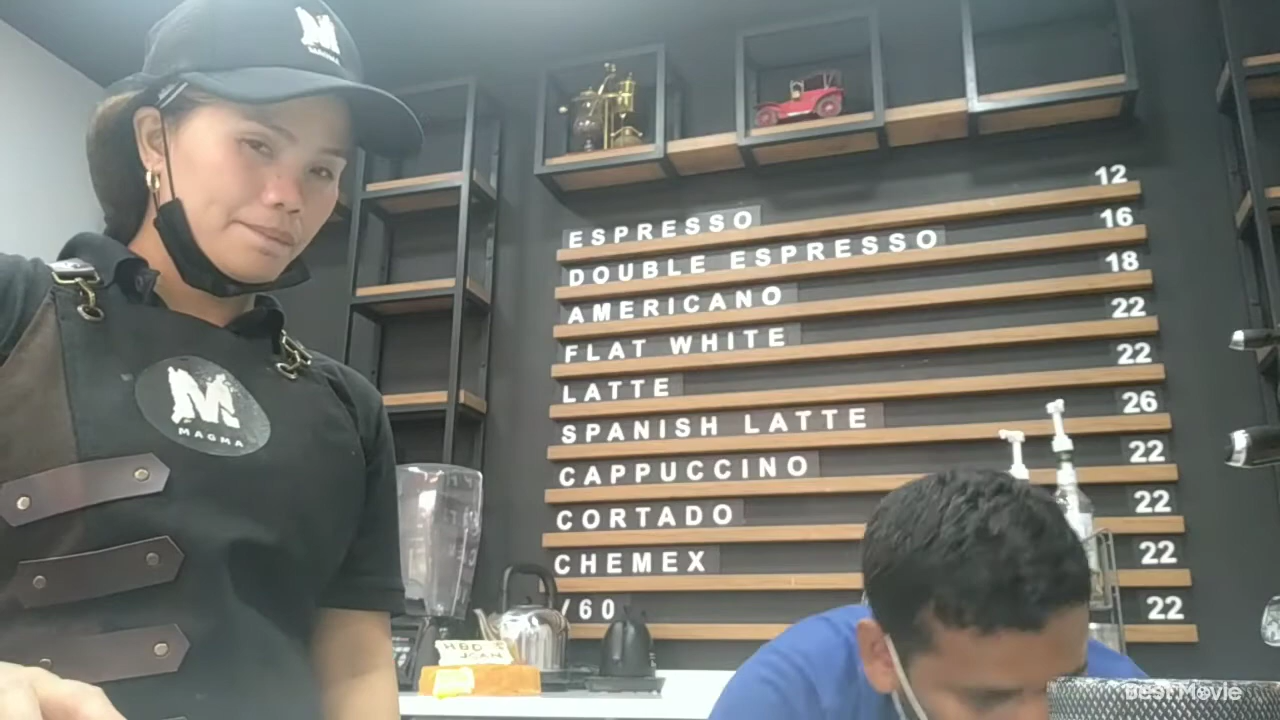 M
MAGMA
M
MAGMA
ESPRESSO 12
DOUBLE ESPRESSO 16
AMERICANO 18
FLAT WHITE 22
LATTE 22
SPANISH LATTE 26
CAPPUCCINO 22
CORTADO 22
CHEMEX 22
/60 22
BEST Movie